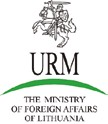 URM
THE MINISTRY
OF FOREIGN AFFAIRS
OF LITHUANIA